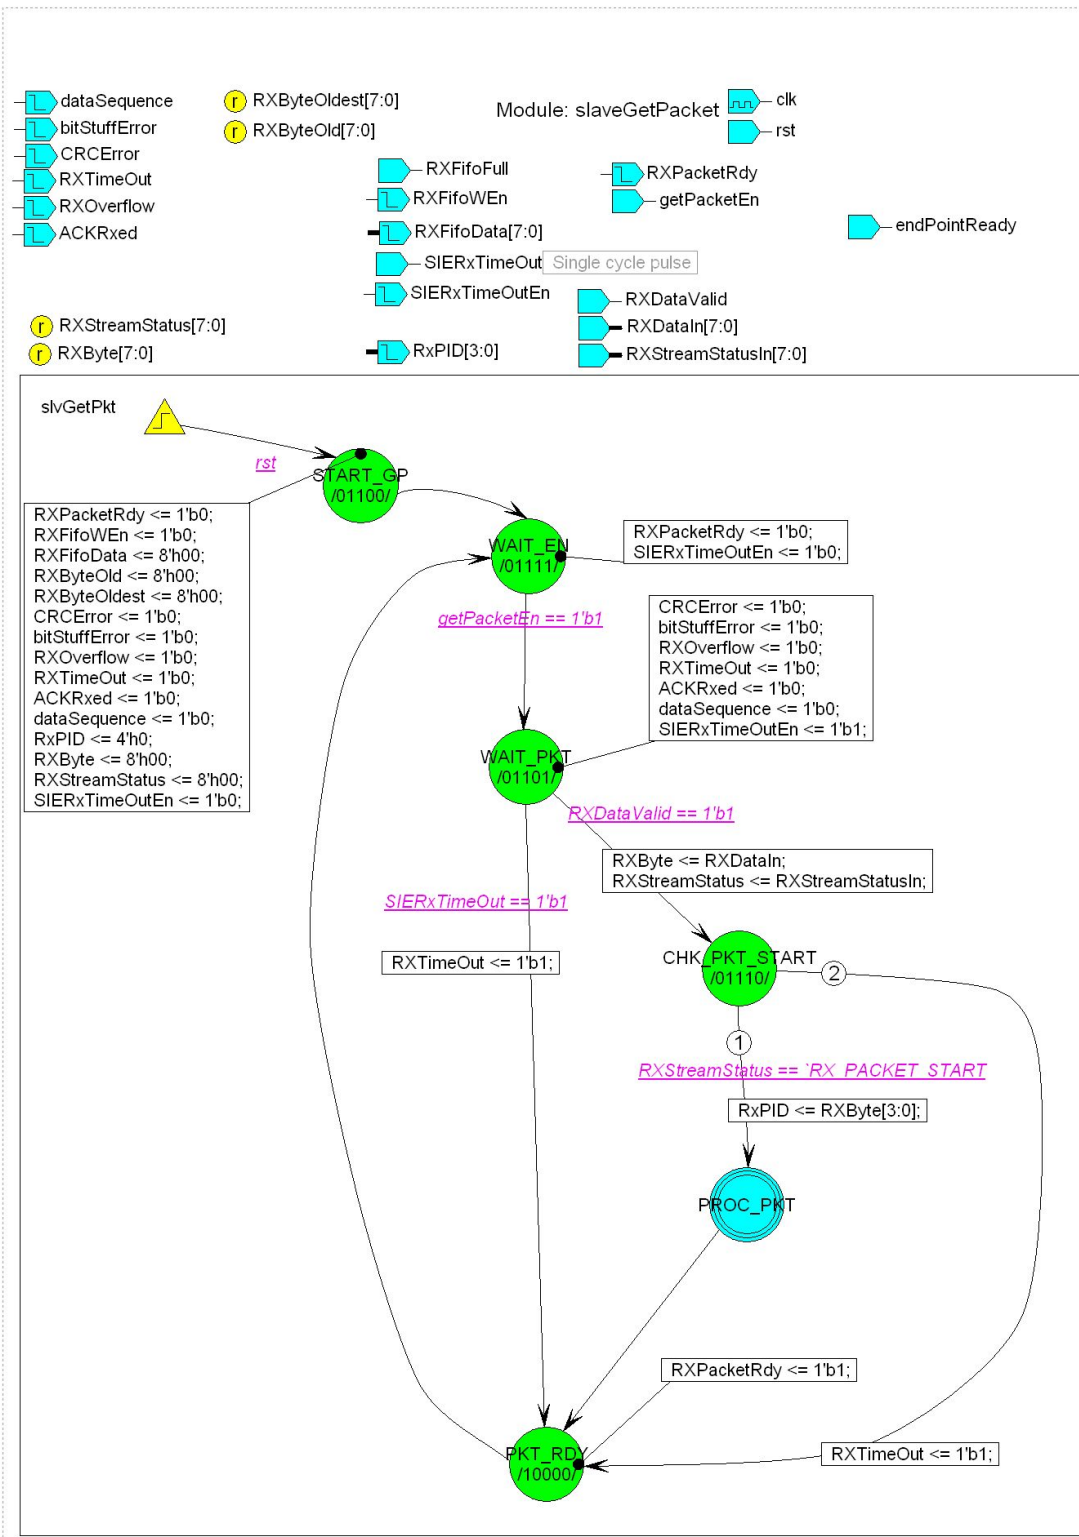 dataSequence
bitStuffError
CRCError
RXTimeOut
RXOverflow
ACKRxed
r RXByteOldest[7:0]
r RXByteOld[7:0]
Module: slaveGetPacket
clk
rst
RXFifoFull
RXFifoWEn
RXFifoData[7:0]
SIERxTimeOut Single cycle pulse
SIERxTimeOutEn
RXPacketRdy
getPacketEn
endPointReady
r RXStreamStatus[7:0]
r RXByte[7:0]
RxPID[3:0]
RXDataValid
RXDataIn[7:0]
RXStreamStatusIn[7:0]
slvGetPkt
rst
START_GP
/01100/
RXPacketRdy <= 1'b0;
RXFifoWEn <= 1'b0;
RXFifoData <= 8'h00;
RXByteOld <= 8'h00;
RXByteOldest <= 8'h00;
CRCError <= 1'b0;
bitStuffError <= 1'b0;
RXOverflow <= 1'b0;
RXTimeOut <= 1'b0;
ACKRxed <= 1'b0;
dataSequence <= 1'b0;
RxPID <= 4'h0;
RXByte <= 8'h00;
RXStreamStatus <= 8'h00;
SIERxTimeOutEn <= 1'b0;
WAIT_EN
/01111/
RXPacketRdy <= 1'b0;
SIERxTimeOutEn <= 1'b0;
getPacketEn == 1'b1
CRCError <= 1'b0;
bitStuffError <= 1'b0;
RXOverflow <= 1'b0;
RXTimeOut <= 1'b0;
ACKRxed <= 1'b0;
dataSequence <= 1'b0;
SIERxTimeOutEn <= 1'b1;
WAIT_PKT
/01101/
RXDataValid == 1'b1
RXByte <= RXDataIn;
RXStreamStatus <= RXStreamStatusIn;
SIERxTimeOut == 1'b1
RXTimeOut <= 1'b1;
CHK_PKT_START
/01110/
2
1
RXStreamStatus == `RX_PACKET_START
RxPID <= RXByte[3:0];
PROC_PKT
RXPacketRdy <= 1'b1;
PKT_RDY
/10000/
RXTimeOut <= 1'b1;